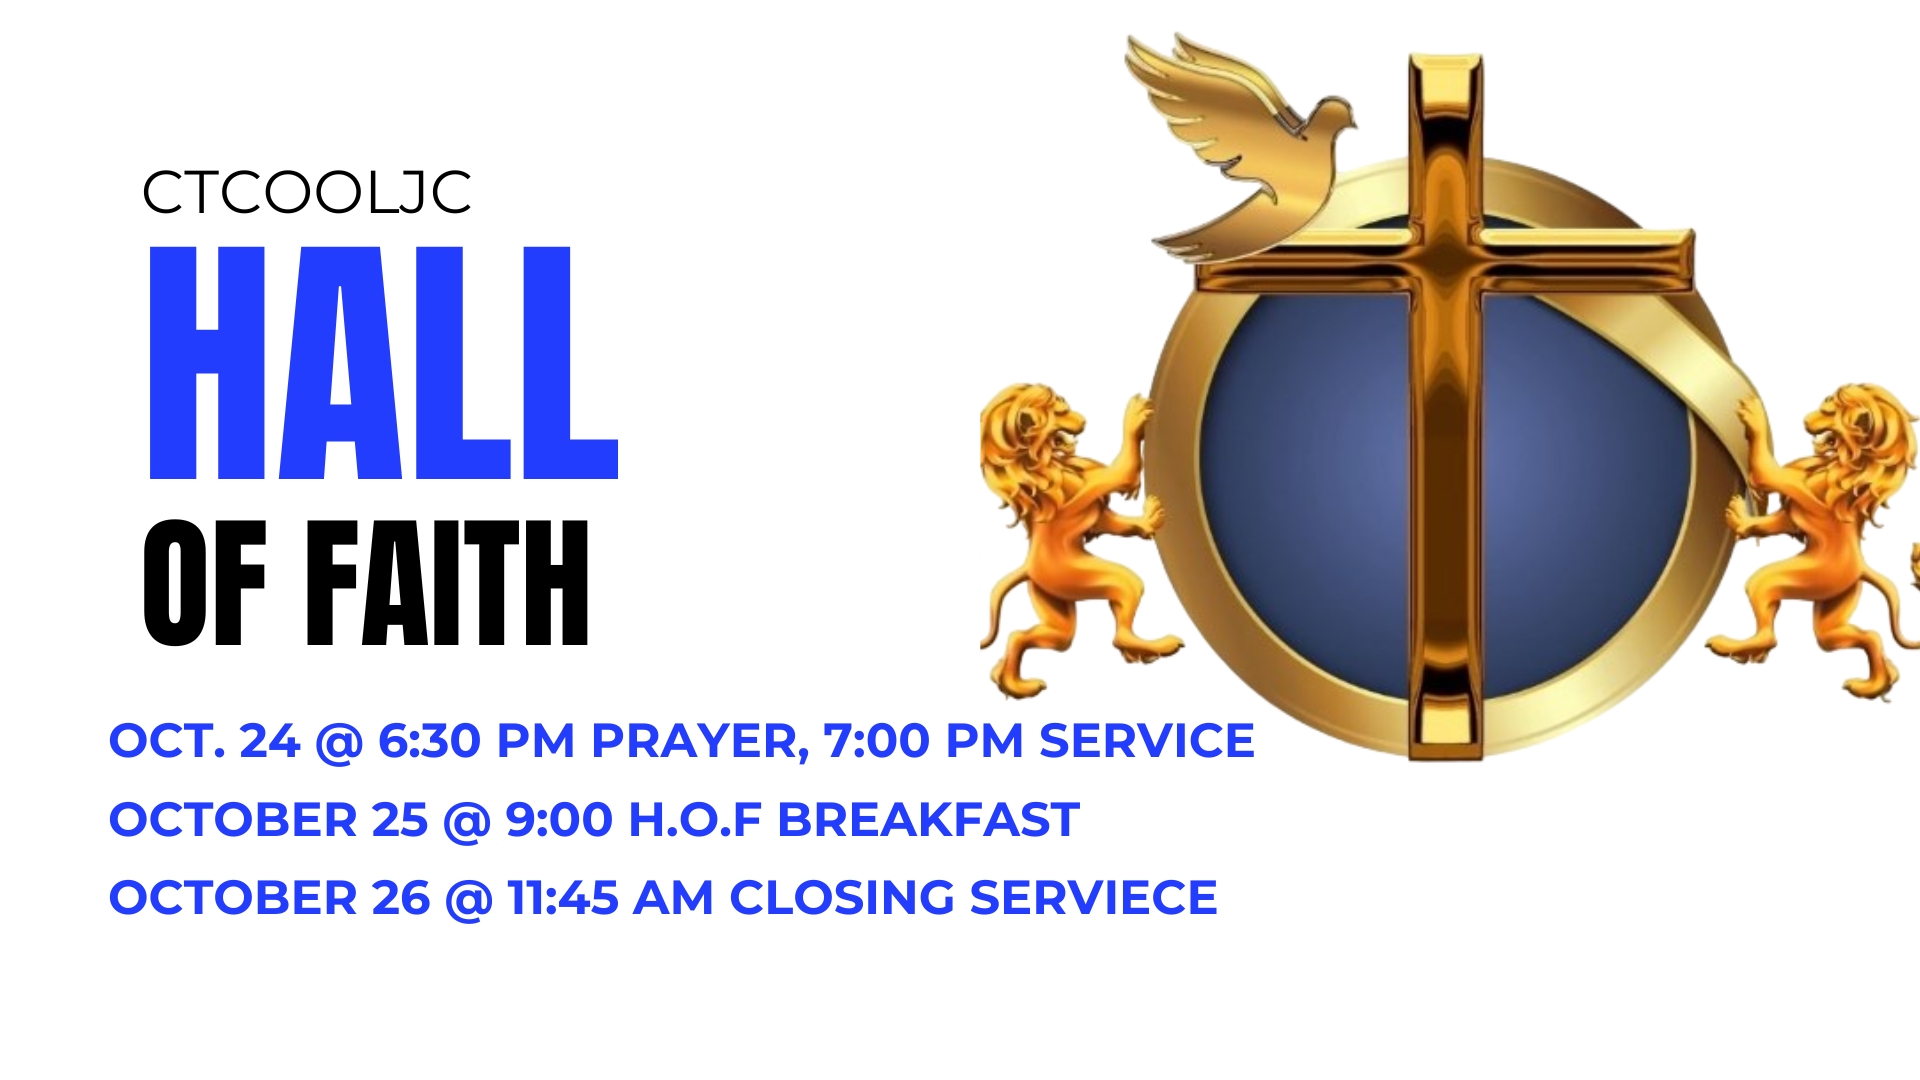 CTCOOLJC
HALL
OF FAITH
OCT. 24 @ 6:30 PM PRAYER, 7:00 PM SERVICE
OCTOBER 25 @ 9:00 H.O.F BREAKFAST
OCTOBER 26 @ 11:45 AM CLOSING SERVIECE